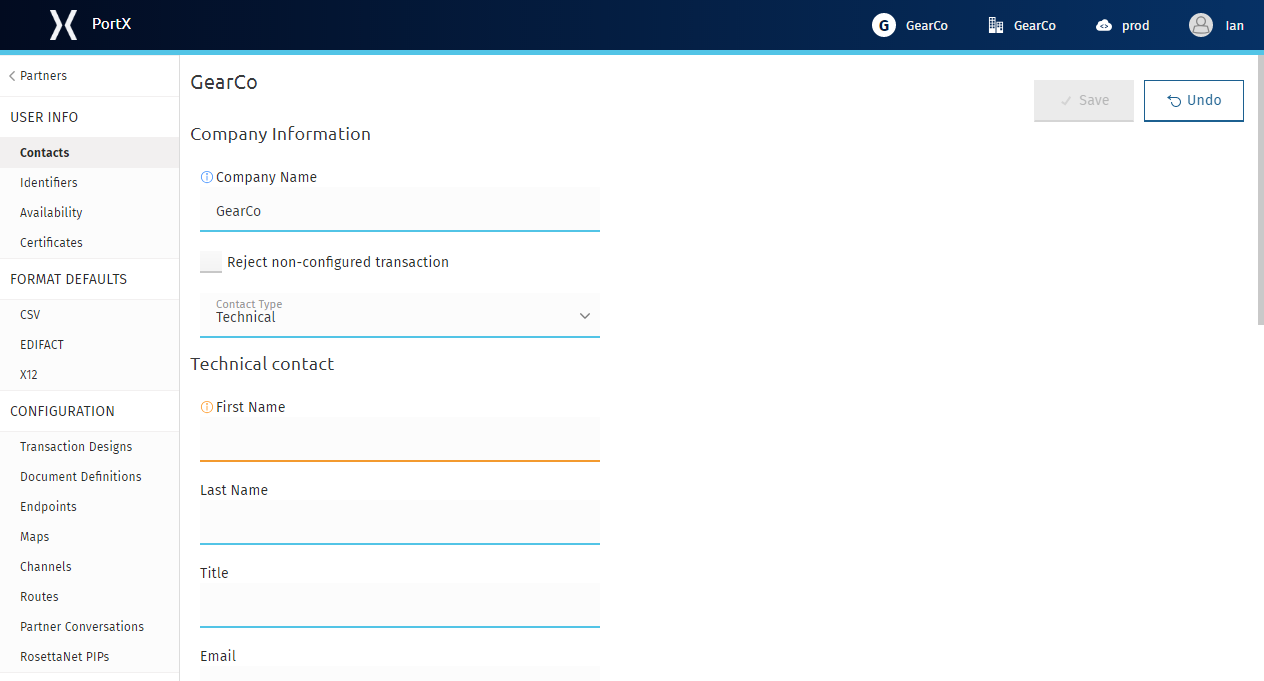 PortX
G GearCo
GearCo
prod
Ian
Partners
USER INFO
Contacts
Identifiers
Availability
Certificates
FORMAT DEFAULTS
CSV
EDIFACT
X12
CONFIGURATION
Transaction Designs
Document Definitions
Endpoints
Maps
Channels
Routes
Partner Conversations
RosettaNet PIPs
GearCo
Save
Undo
Company Information
Company Name
GearCo
Reject non-configured transaction
Contact Type
Technical
Technical contact
First Name
Last Name
Title
Email